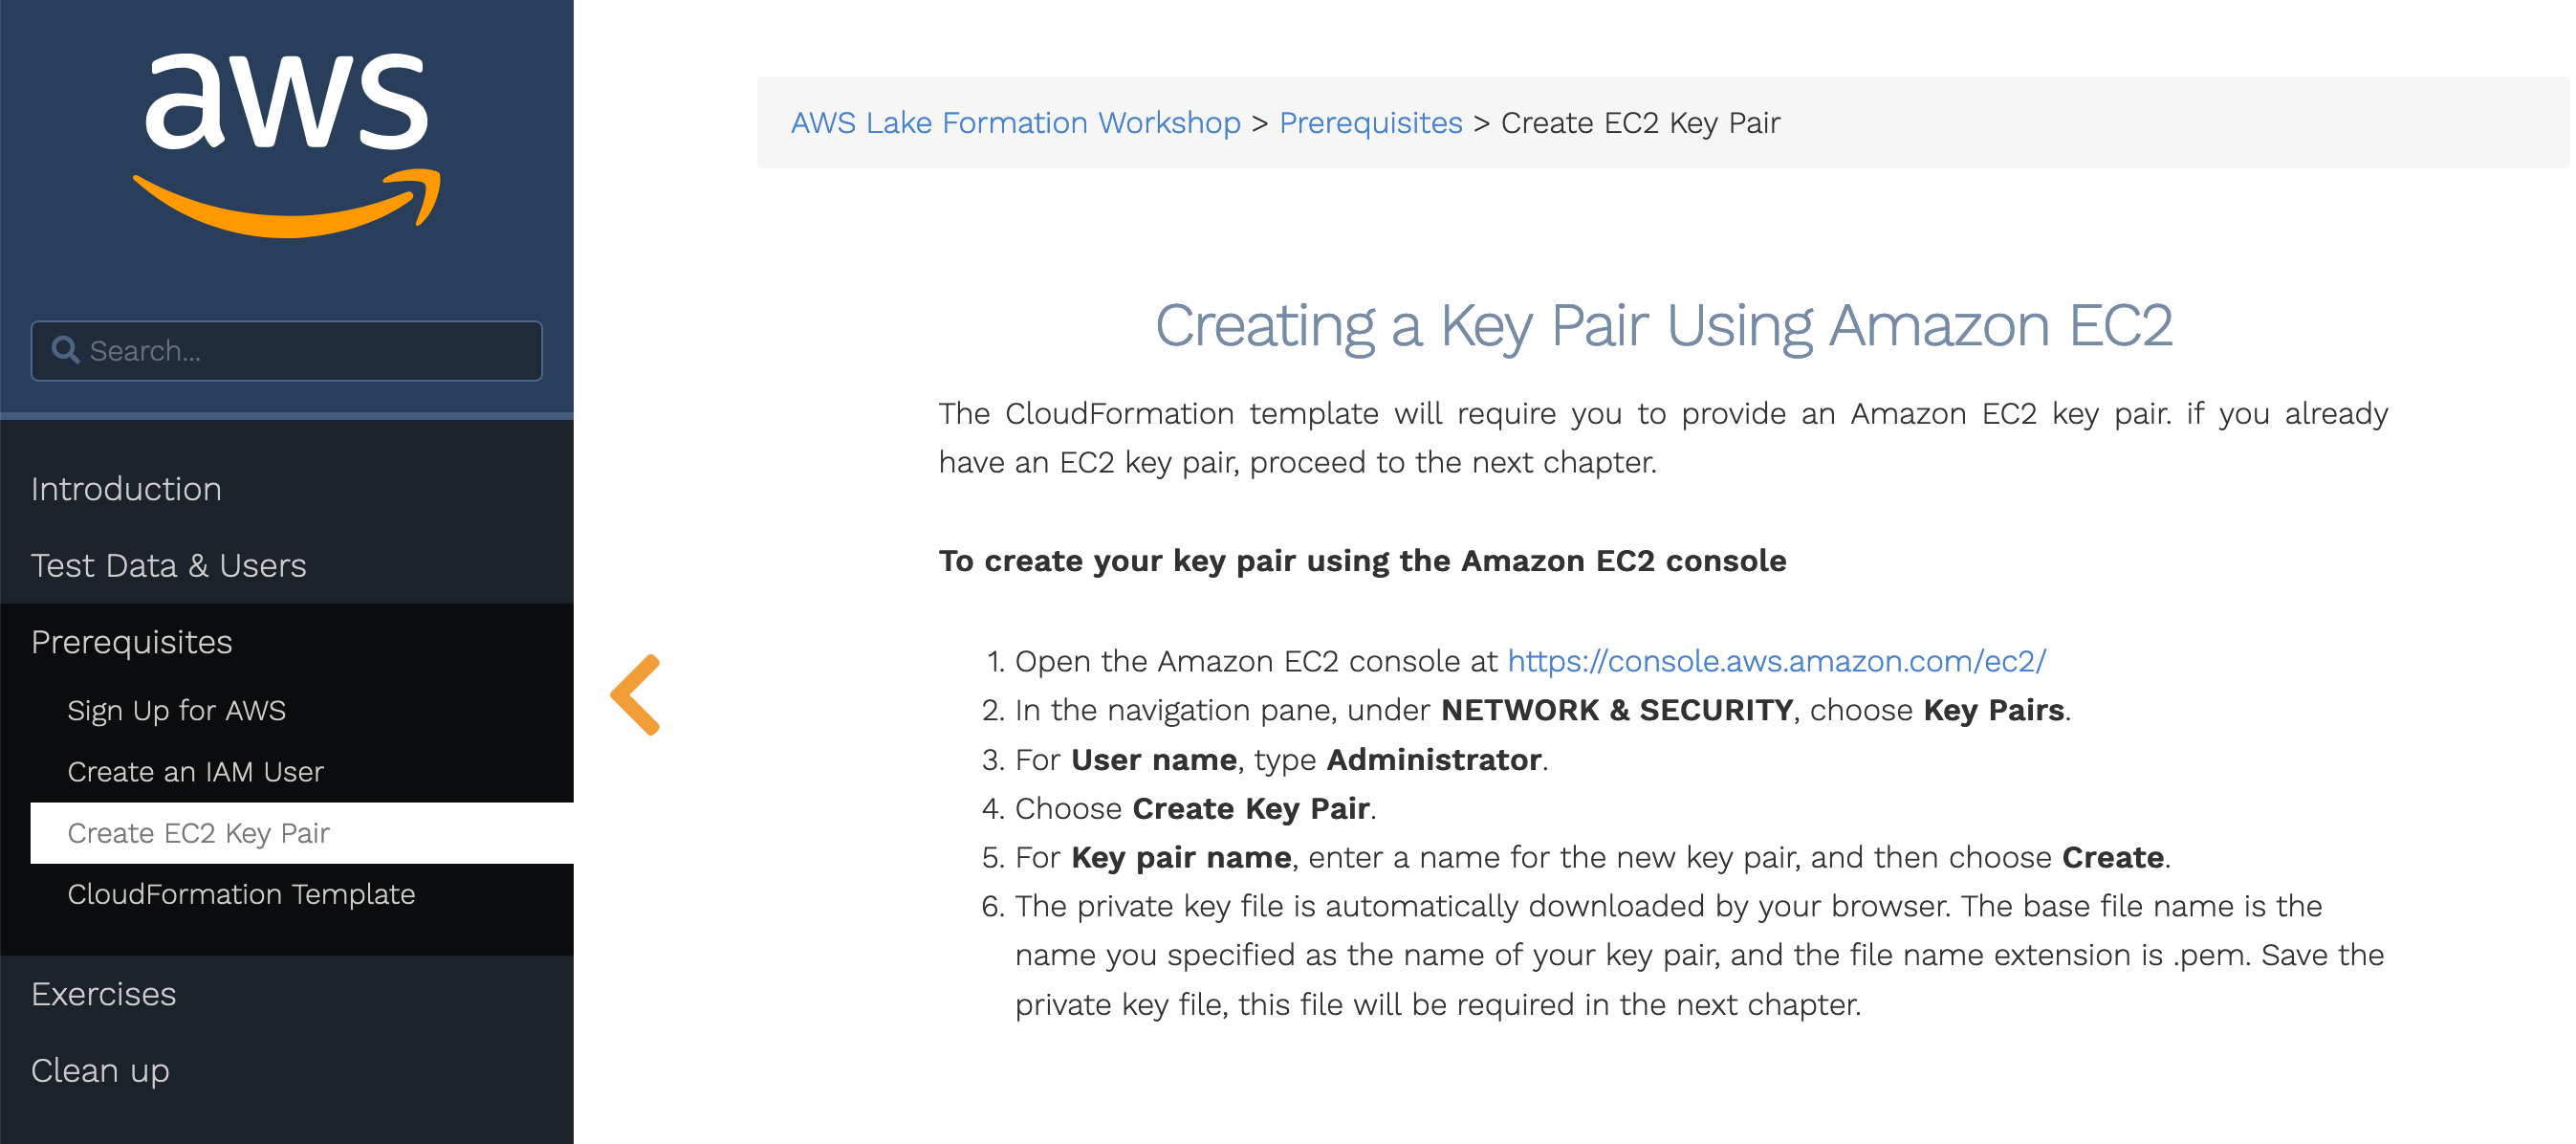 aws
Search...
Introduction
Test Data & Users
Prerequisites
Sign Up for AWS
Create an IAM User
Create EC2 Key Pair
CloudFormation Template
Exercises
Clean up
AWS Lake Formation Workshop > Prerequisites > Create EC2 Key Pair
Creating a Key Pair Using Amazon EC2
The CloudFormation template will require you to provide an Amazon EC2 key pair. if you already
have an EC2 key pair, proceed to the next chapter.
To create your key pair using the Amazon EC2 console
1. Open the Amazon EC2 console at https://console.aws.amazon.com/ec2/
2. In the navigation pane, under NETWORK & SECURITY, choose Key Pairs.
3. For User name, type Administrator.
4. Choose Create Key Pair.
5. For Key pair name, enter a name for the new key pair, and then choose Create.
6. The private key file is automatically downloaded by your browser. The base file name is the
name you specified as the name of your key pair, and the file name extension is .pem. Save the
private key file, this file will be required in the next chapter.